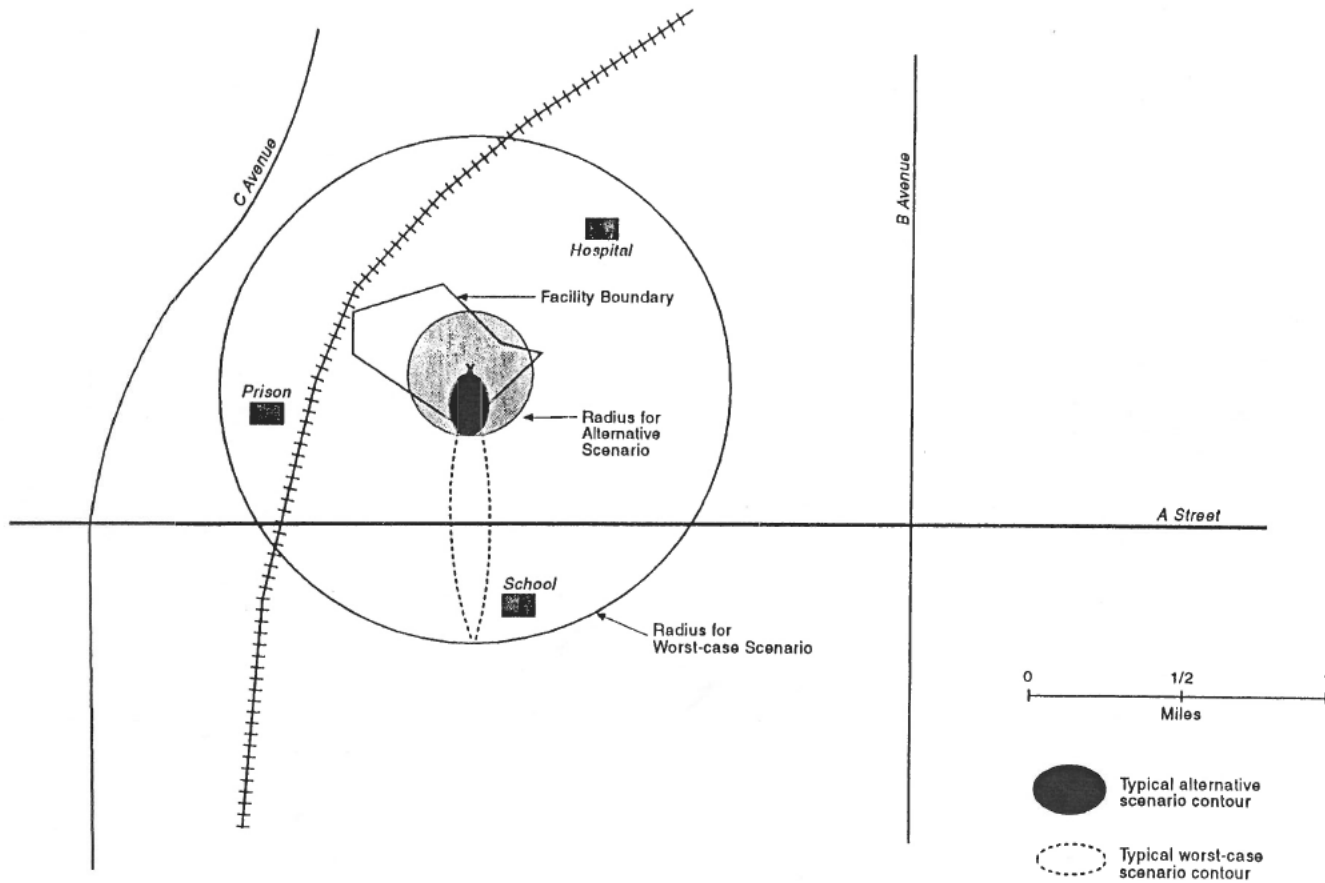 C Avenue
B Avenue
Hospital
Facility Boundary
Prison
Radius for
Alternative
Scenario
A Street
School
Radius for
Worst-case Scenario
0 1/2
Miles
Typical alternative
scenario contour
Typical worst-case
scenario contour